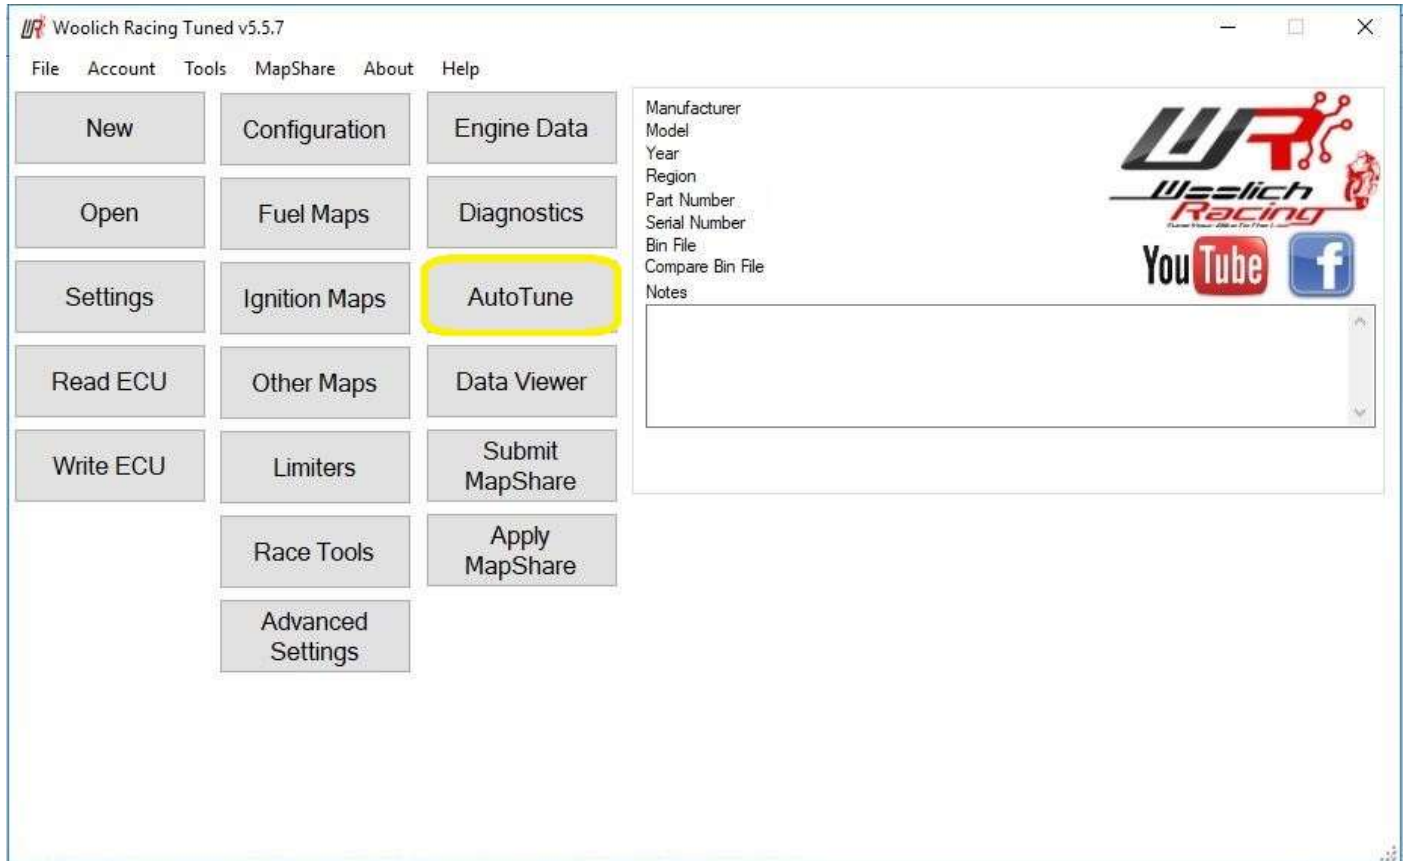 Woolich Racing Tuned v5.5.7
File Account Tools MapShare About Help
New
Open
Settings
Read ECU
Write ECU
Configuration
Fuel Maps
Ignition Maps
Other Maps
Limiters
Race Tools
Advanced
Settings
Engine Data
Diagnostics
AutoTune
Data Viewer
Submit
MapShare
Apply
MapShare
Manufacturer
Model
Year
Region
Part Number
Serial Number
Bin File
Compare Bin File
Notes
WR
Woolich
Racing
You Tube
f